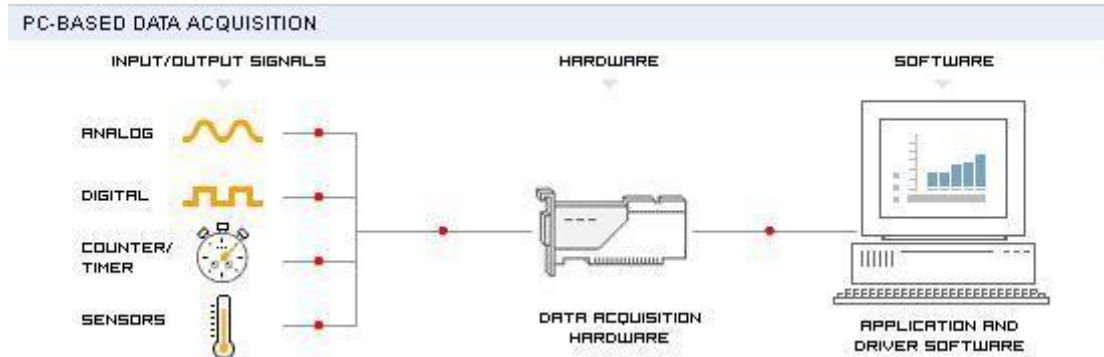 PC-BASED DATA ACQUISITION
INPUT/OUTPUT SIGNALS
HARDWARE
SOFTWARE
ANALOG
DIGITAL
COUNTER/
TIMER
SENSORS
DATA ACQUISITION
HARDWARE
APPLICATION AND
DRIVER SOFTWARE